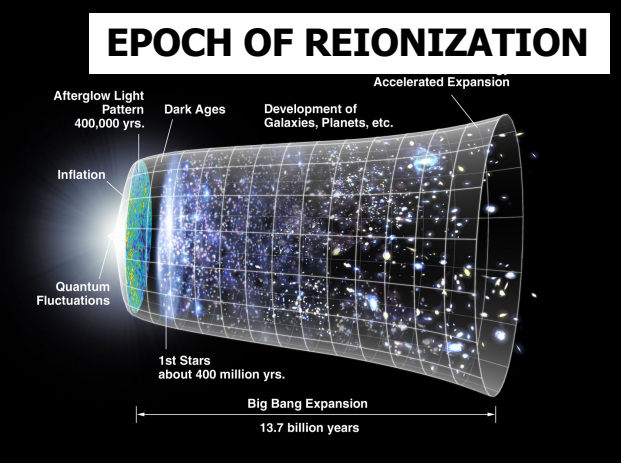 EPOCH OF REIONIZATION
Accelerated Expansion
Afterglow Light
Pattern
400,000 yrs.
Dark Ages
Development of
Galaxies, Planets, etc.
Inflation
Quantum
Fluctuations
1st Stars
about 400 million yrs.
Big Bang Expansion
13.7 billion years